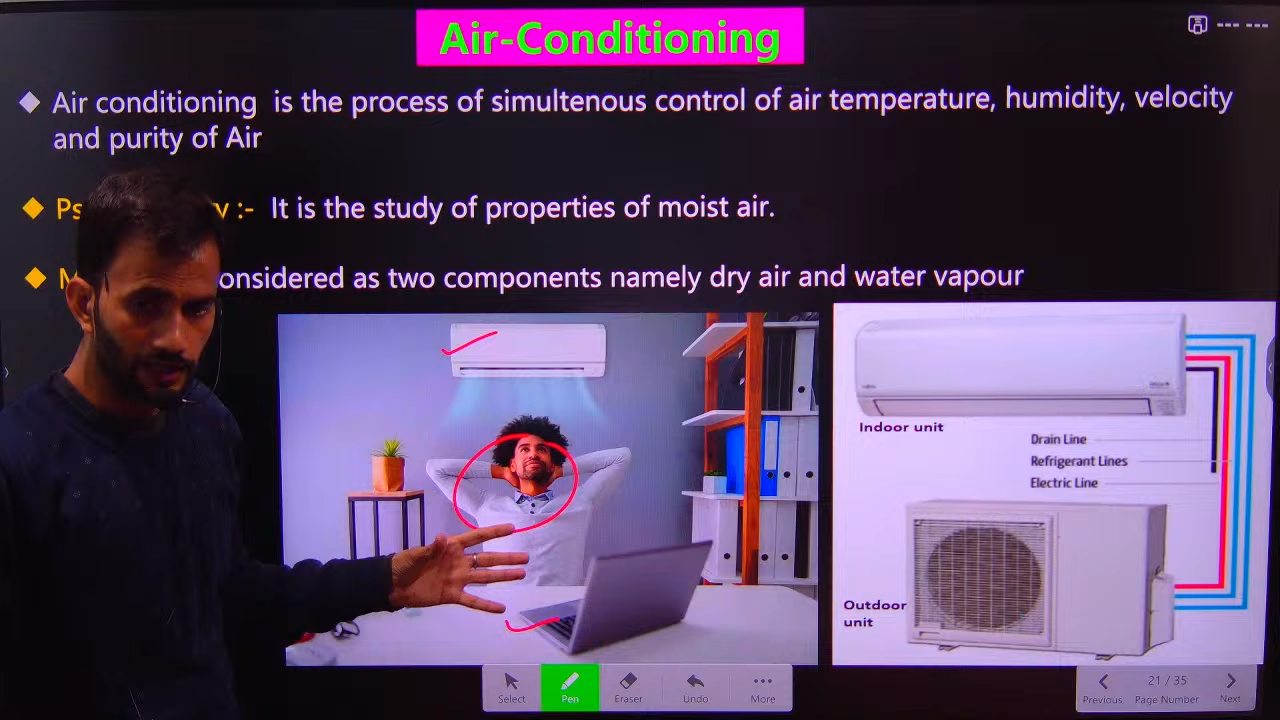 Air-Conditioning
Air conditioning is the process of simultenous control of air temperature, humidity, velocity
and purity of Air
:- It is the study of properties of moist air.
considered as two components namely dry air and water vapour
Indoor unit
Drain Line
Refrigerant Lines
Electric Line
Outdoor
unit
Select
Pen
Eraser
Undo
More
Previous
21 / 35
Page Number
Next